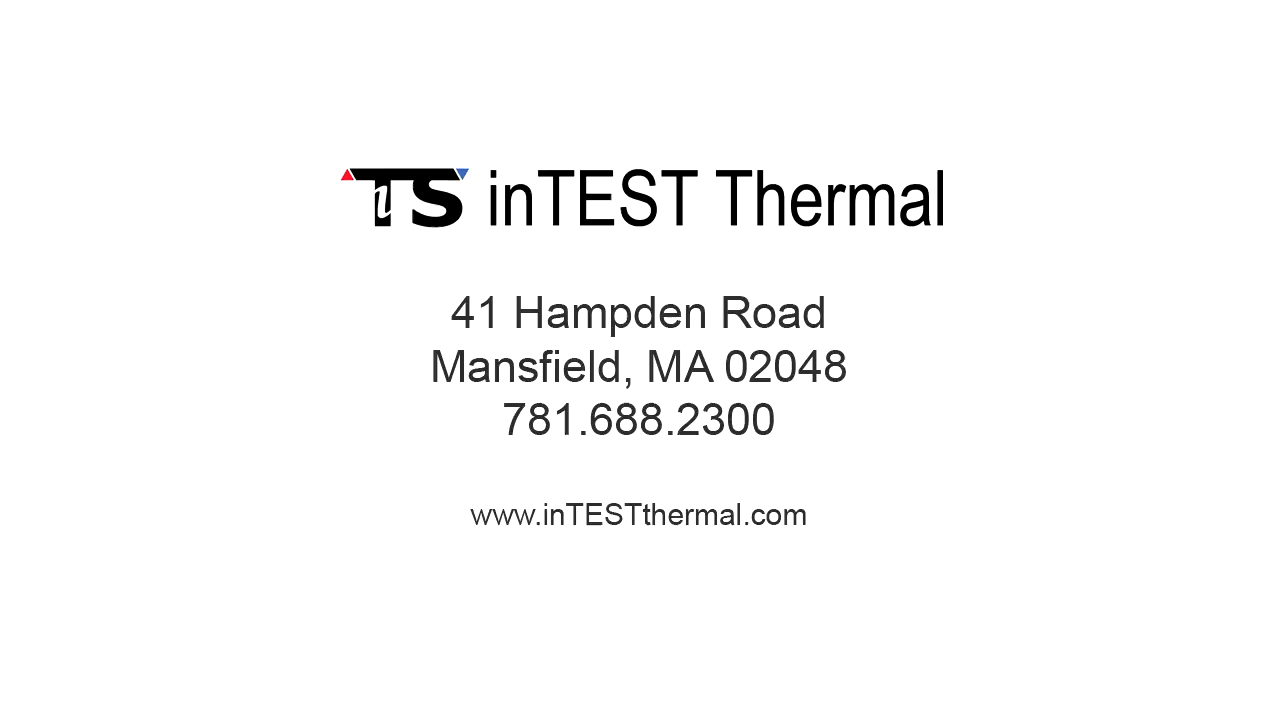 iTS inTEST Thermal
41 Hampden Road
Mansfield, MA 02048
781.688.2300
www.inTESTthermal.com